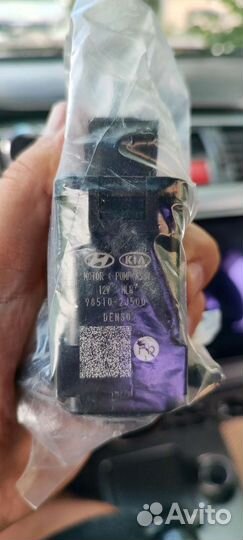 KIA
MOTOR & PUMP ASSY
12V
98510-2J500
DENSO
Avito